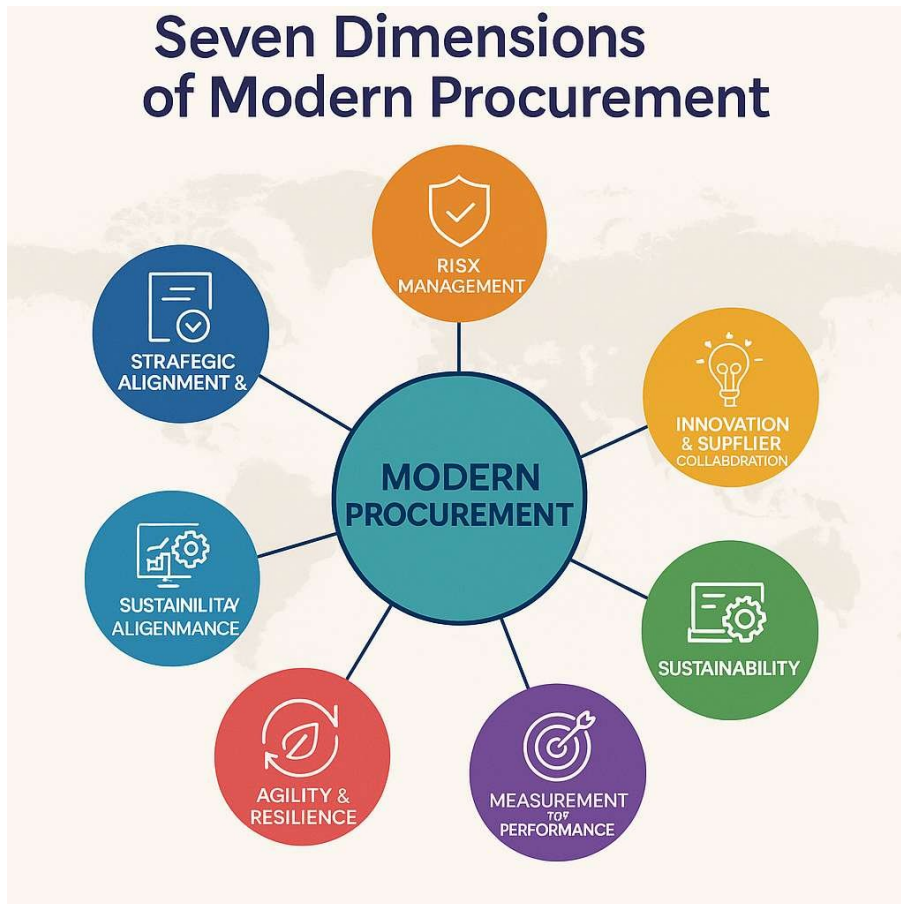 Seven Dimensions
of Modern Procurement
RISX
MANAGEMENT
STRAFEGIC
ALIGNMENT &
INNOVATION
& SUPFLIER
COLLABDRATION
MODERN
PROCUREMENT
SUSTAINILITA/
ALIGENMANCE
SUSTAINABILITY
AGILITY &
RESILIENCE
MEASUREMENT
PERFORMANCE